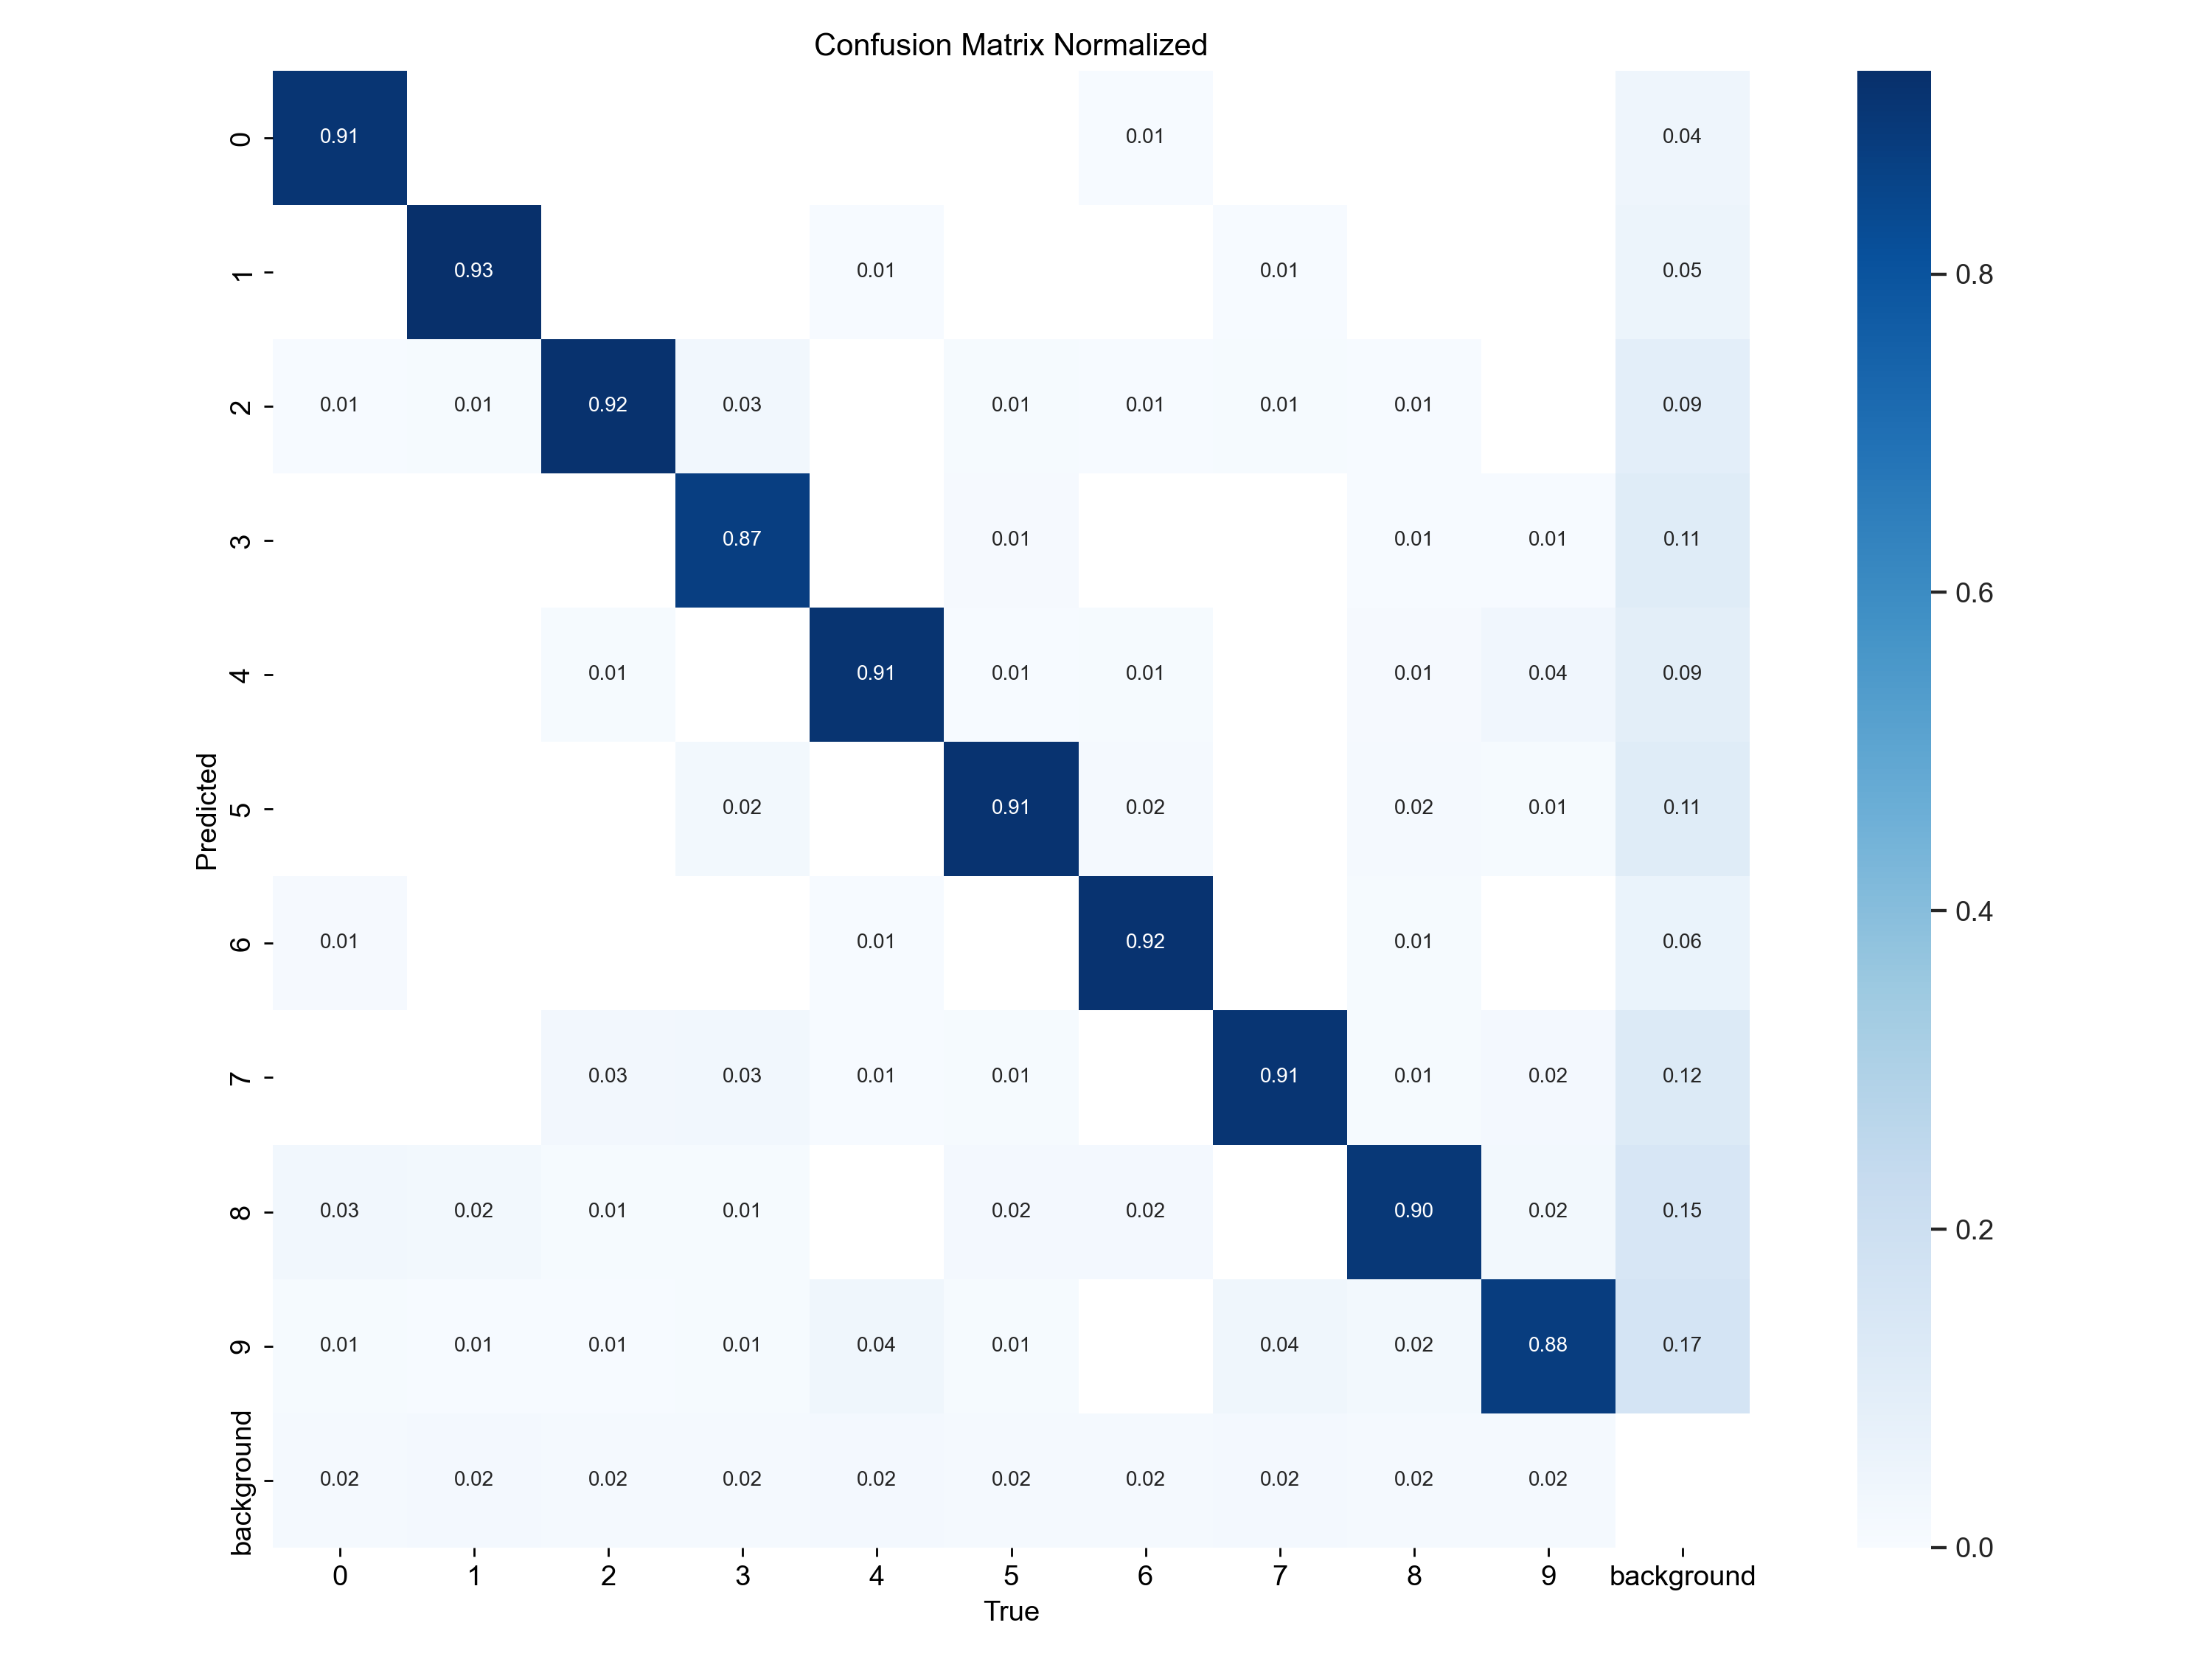 Confusion Matrix Normalized
0 0.91 0.01 0.04
1 0.93 0.01 0.01 0.05
2 0.01 0.01 0.92 0.03 0.01 0.01 0.01 0.01 0.09
3 0.87 0.01 0.01 0.01 0.11
4 0.01 0.91 0.01 0.01 0.01 0.04 0.09
5 0.02 0.91 0.02 0.02 0.01 0.11
6 0.01 0.01 0.92 0.01 0.06
7 0.03 0.03 0.01 0.01 0.91 0.01 0.02 0.12
8 0.03 0.02 0.01 0.01 0.02 0.02 0.90 0.02 0.15
9 0.01 0.01 0.01 0.01 0.04 0.01 0.04 0.02 0.88 0.17
background 0.02 0.02 0.02 0.02 0.02 0.02 0.02 0.02 0.02 0.02
0 1 2 3 4 5 6 7 8 9 background
True
Predicted
0.8
0.6
0.4
0.2
0.0